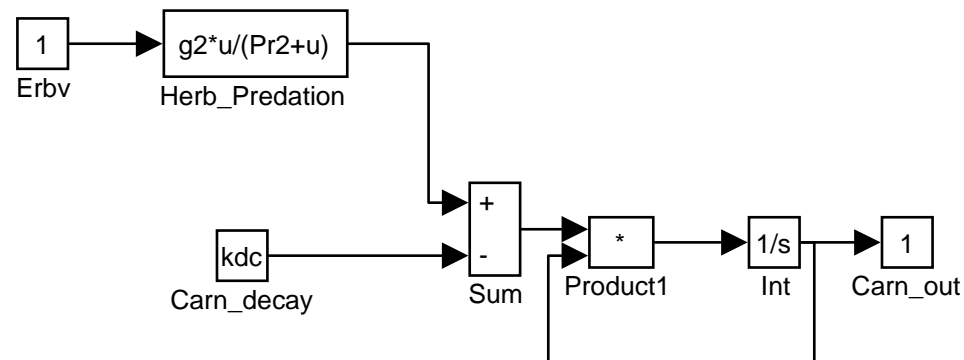 1
g2*u/(Pr2+u)
Erbv
Herb_Predation
+
-
kdc
*
1/s
1
Carn_decay
Sum
Product1
Int
Carn_out